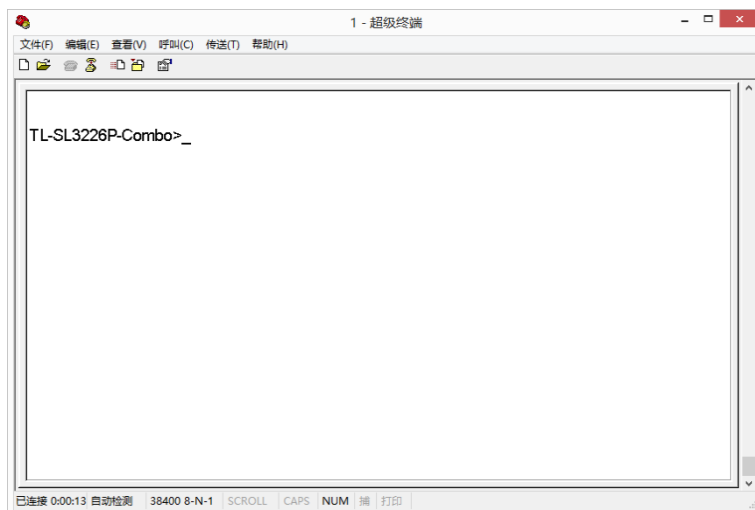 1 - 超级终端
文件(F) 编辑(E) 查看(V) 呼叫(C) 传送(T) 帮助(H)
TL-SL3226P-Combo>_
已连接 0:00:13 自动检测 38400 8-N-1 SCROLL CAPS NUM 捕 打印